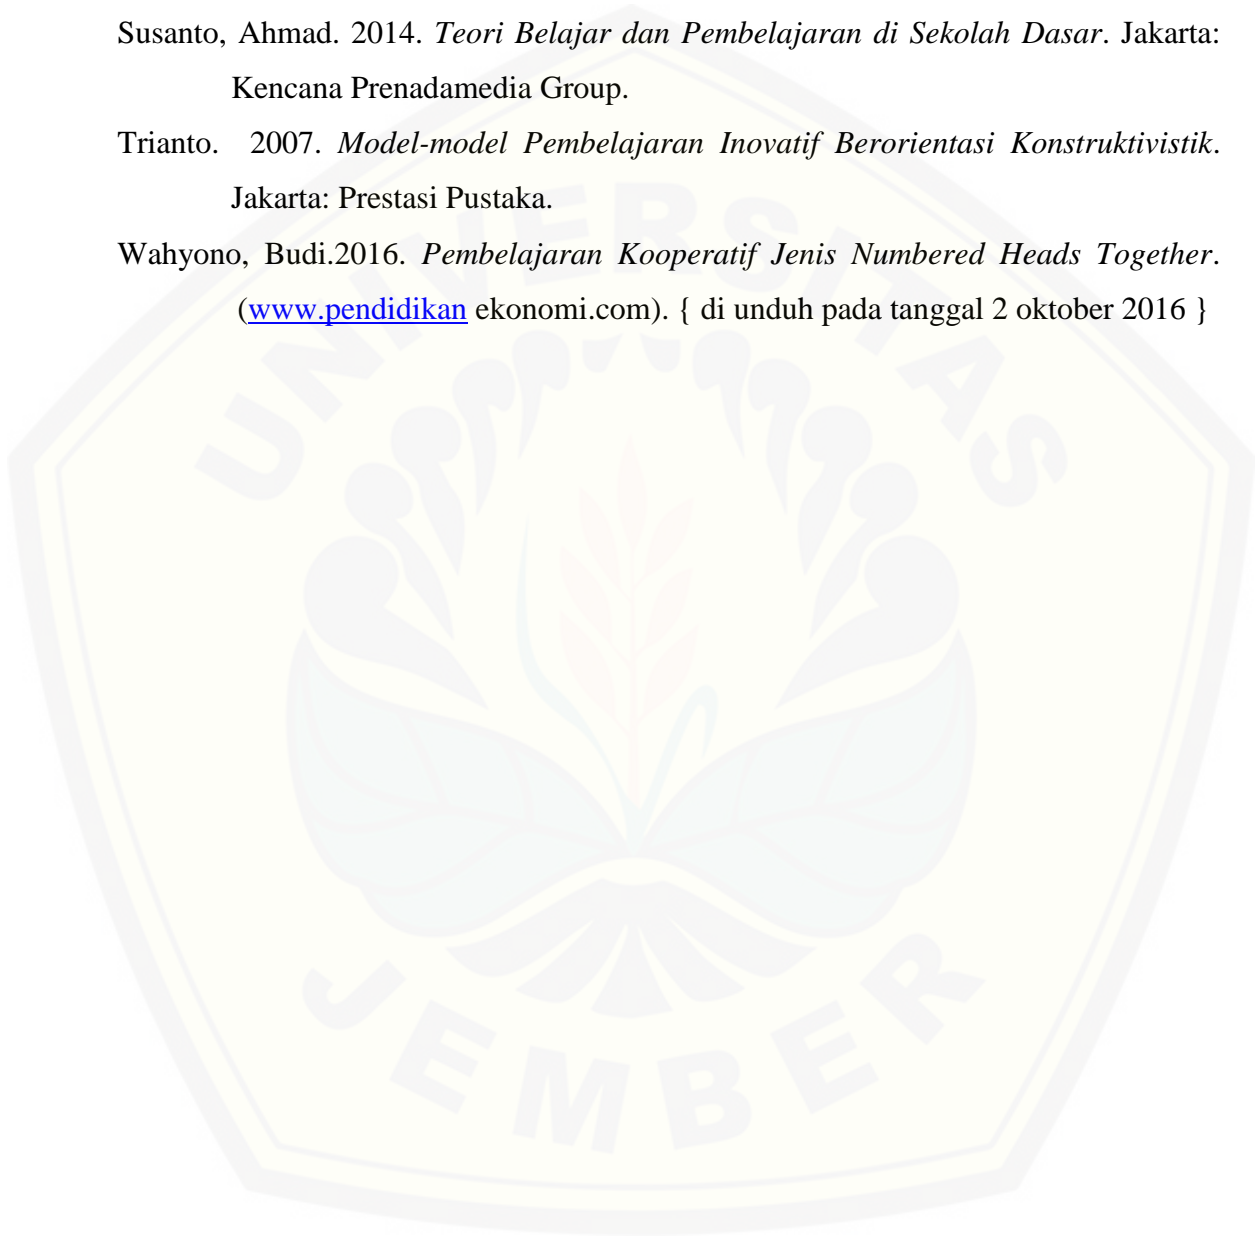 Susanto, Ahmad. 2014. Teori Belajar dan Pembelajaran di Sekolah Dasar. Jakarta:
Kencana Prenadamedia Group.
Trianto. 2007. Model-model Pembelajaran Inovatif Berorientasi Konstruktivistik.
Jakarta: Prestasi Pustaka.
Wahyono, Budi.2016. Pembelajaran Kooperatif Jenis Numbered Heads Together.
(www.pendidikan ekonomi.com). { di unduh pada tanggal 2 oktober 2016 }
UNIVERSITAS
JEMBER